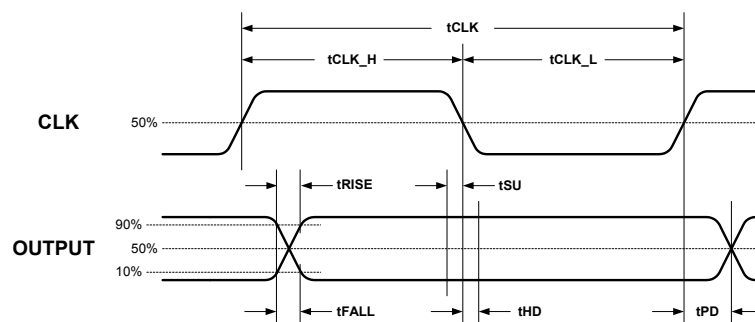 tCLK
tCLK_H tCLK_L
CLK
50%
tRISE tSU
90%
OUTPUT
50%
10%
tFALL tHD tPD